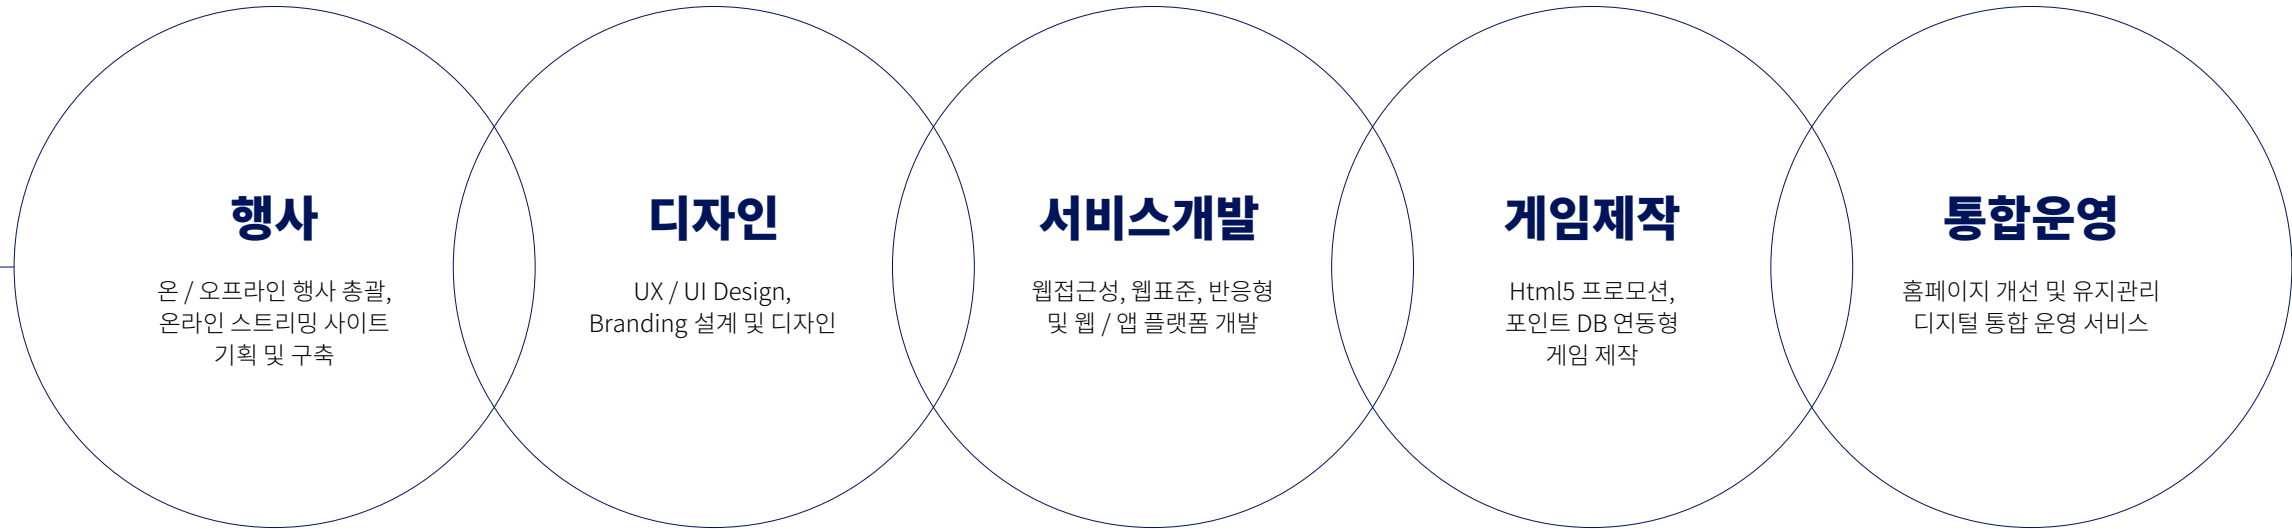 행사
온 / 오프라인 행사 총괄,
온라인 스트리밍 사이트
기획 및 구축
디자인
UX / UI Design,
Branding 설계 및 디자인
서비스개발
웹접근성, 웹표준, 반응형
및 웹 / 앱 플랫폼 개발
게임제작
Html5 프로모션,
포인트 DB 연동형
게임 제작
통합운영
홈페이지 개선 및 유지관리
디지털 통합 운영 서비스